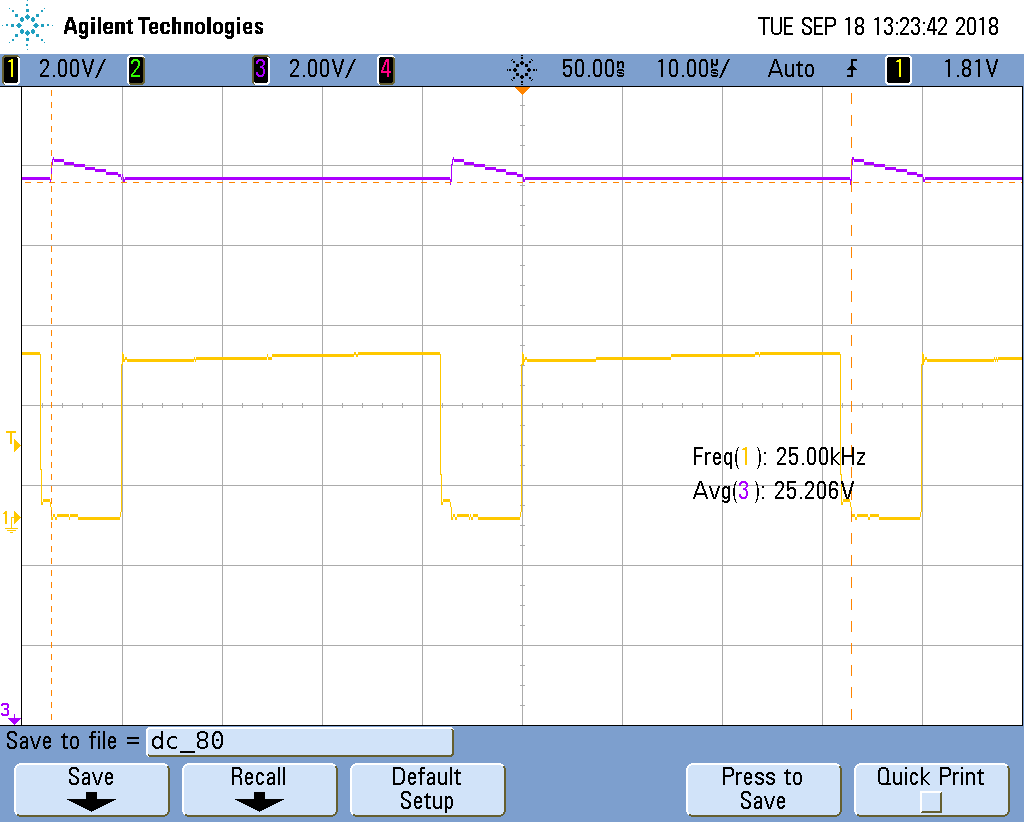 Agilent Technologies
TUE SEP 18 13:23:42 2018
1 2.00V/ 2 3 2.00V/ 4 50.00s 10.00s/ Auto 1 1.81V
T
Freq(1): 25.00kHz
Avg(3): 25.206V
1
3
Save to file = dc_80
Save
Recall
Default
Setup
Press to
Save
Quick Print